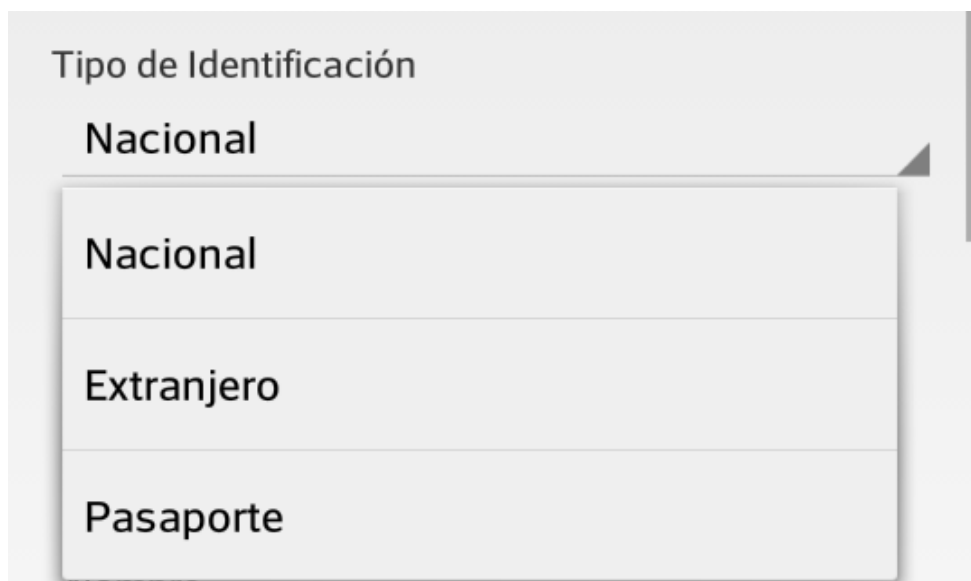 Tipo de Identificación
Nacional
Nacional
Extranjero
Pasaporte